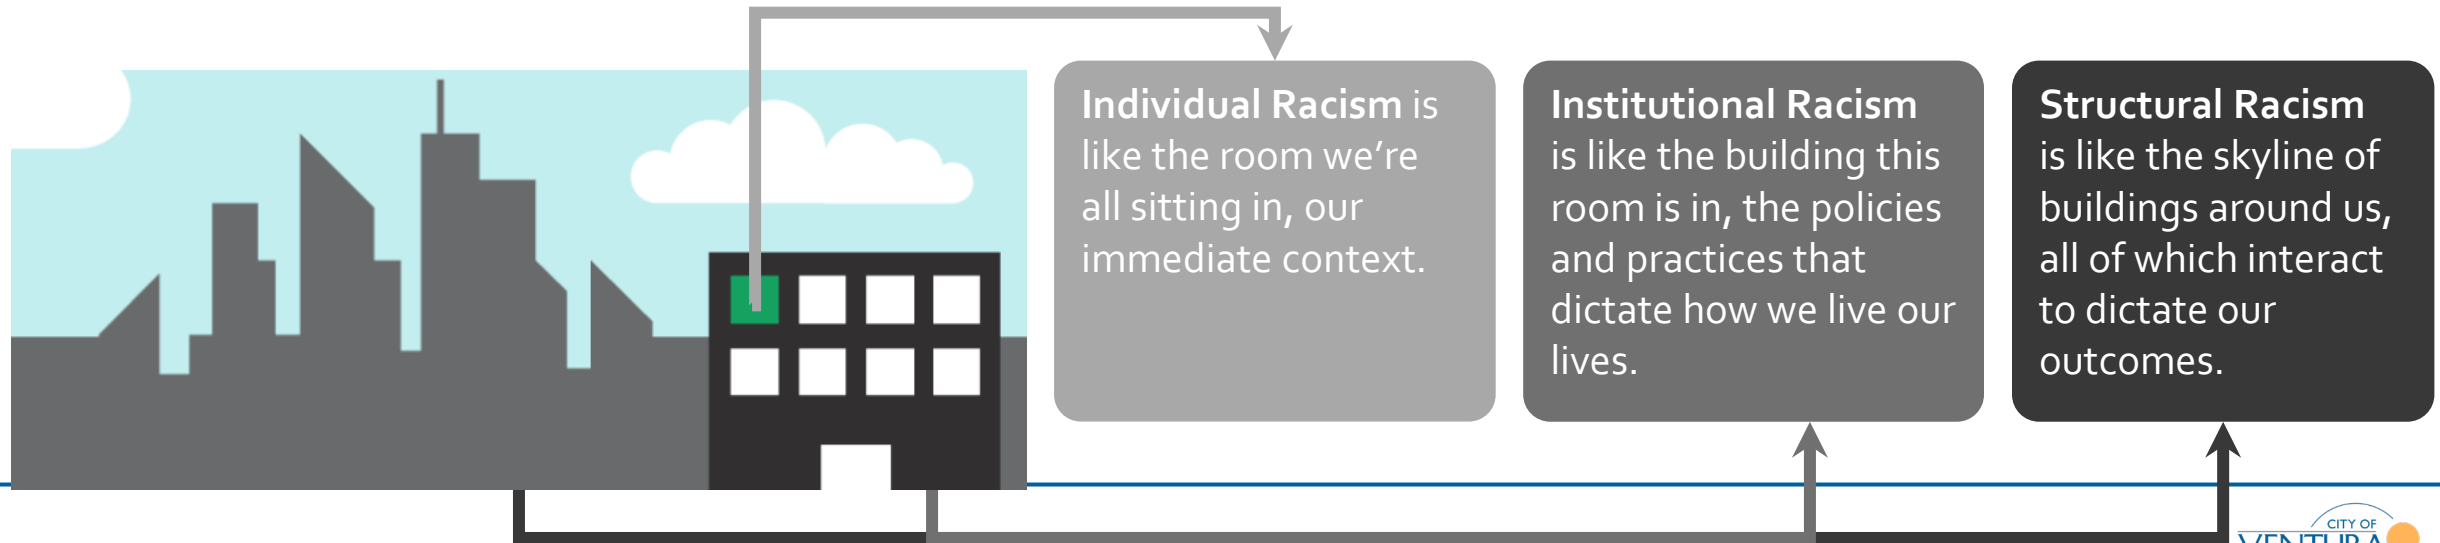 Individual Racism is
like the room we're
all sitting in, our
immediate context.
Institutional Racism
is like the building this
room is in, the policies
and practices that
dictate how we live our
lives.
Structural Racism
is like the skyline of
buildings around us,
all of which interact
to dictate our
outcomes.
CITY OF
VENTURA